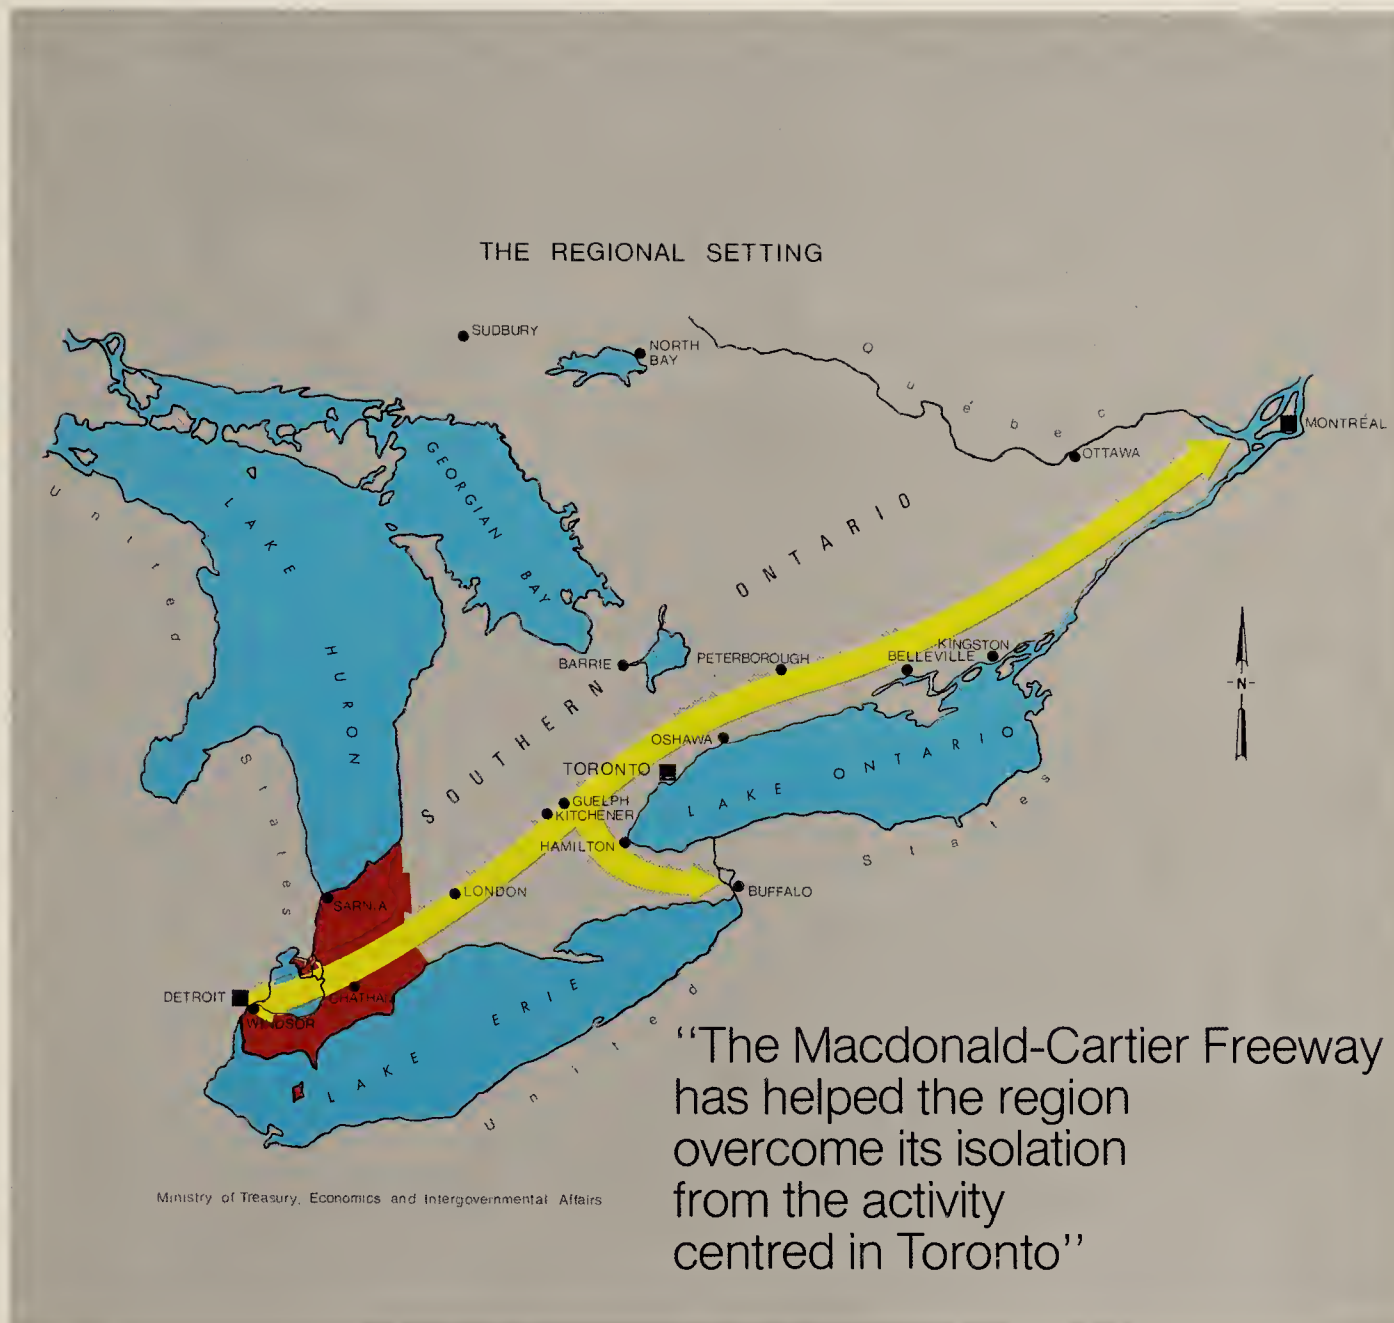 THE REGIONAL SETTING
SUDBURY
NORTH
BAY
Québec
MONTRÉAL
OTTAWA
GEORGIAN BAY
LAKE HURON
United
States
SOUTHERN ONTARIO
BARRIE
PETERBOROUGH
KINGSTON
BELLEVILLE
-N-
OSHAWA
TORONTO
LAKE ONTARIO
GUELPH
KITCHENER
HAMILTON
BUFFALO
United States
LONDON
SARNIA
DETROIT
WINDSOR
CHATHAM
LAKE ERIE
"The Macdonald-Cartier Freeway
has helped the region
overcome its isolation
from the activity
centred in Toronto"
Ministry of Treasury, Economics and Intergovernmental Affairs